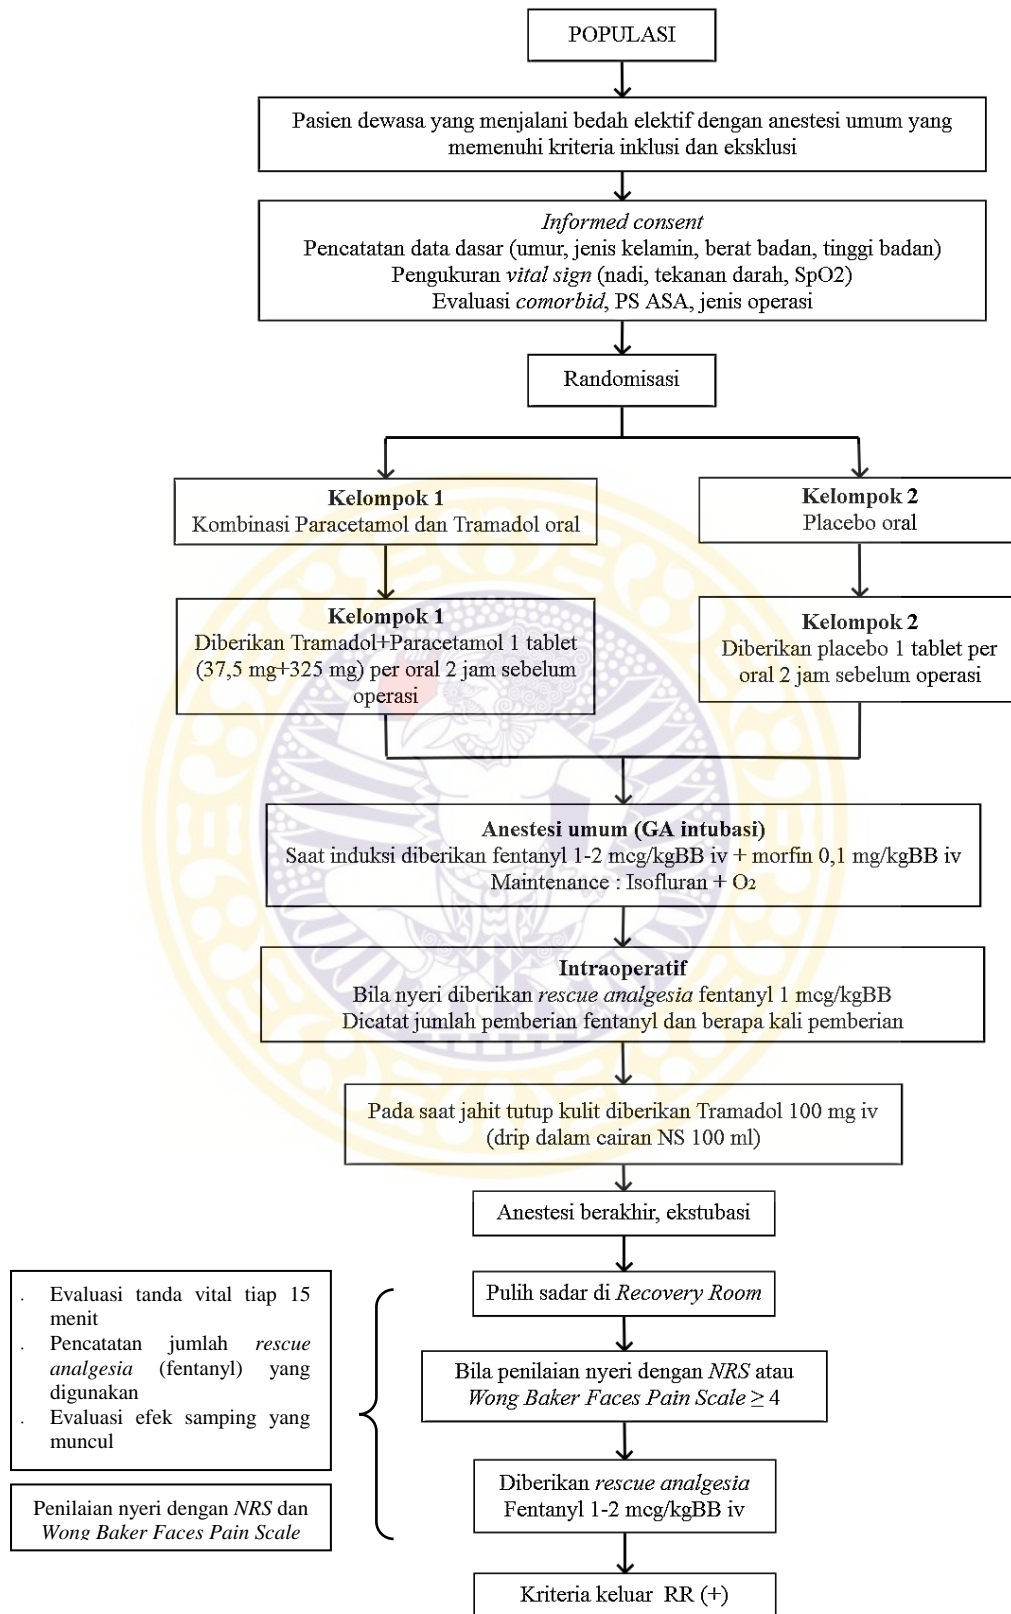 POPULASI
Pasien dewasa yang menjalani bedah elektif dengan anestesi umum yang
memenuhi kriteria inklusi dan eksklusi
Informed consent
Pencatatan data dasar (umur, jenis kelamin, berat badan, tinggi badan)
Pengukuran vital sign (nadi, tekanan darah, SpO2)
Evaluasi comorbid, PS ASA, jenis operasi
Randomisasi
Kelompok 1
Kombinasi Paracetamol dan Tramadol oral
Kelompok 2
Placebo oral
Kelompok 1
Diberikan Tramadol+Paracetamol 1 tablet
(37,5 mg+325 mg) per oral 2 jam sebelum
operasi
Kelompok 2
Diberikan placebo 1 tablet per
oral 2 jam sebelum operasi
Anestesi umum (GA intubasi)
Saat induksi diberikan fentanyl 1-2 mcg/kgBB iv + morfin 0,1 mg/kgBB iv
Maintenance : Isofluran + O2
Intraoperatif
Bila nyeri diberikan rescue analgesia fentanyl 1 mcg/kgBB
Dicatat jumlah pemberian fentanyl dan berapa kali pemberian
Pada saat jahit tutup kulit diberikan Tramadol 100 mg iv
(drip dalam cairan NS 100 ml)
Anestesi berakhir, ekstubasi
. Evaluasi tanda vital tiap 15
menit
. Pencatatan jumlah rescue
analgesia (fentanyl) yang
digunakan
. Evaluasi efek samping yang
muncul
Penilaian nyeri dengan NRS dan
Wong Baker Faces Pain Scale
Pulih sadar di Recovery Room
Bila penilaian nyeri dengan NRS atau
Wong Baker Faces Pain Scale ≥ 4
Diberikan rescue analgesia
Fentanyl 1-2 mcg/kgBB iv
Kriteria keluar RR (+)